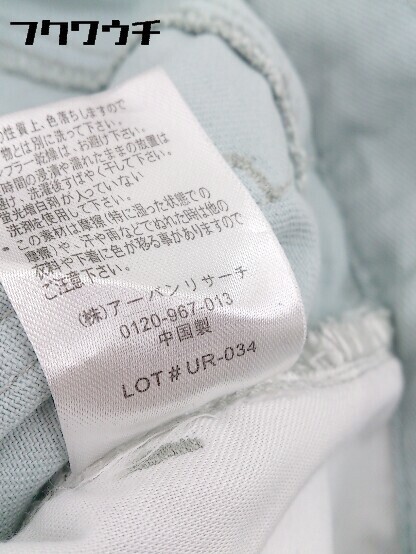 フクワウチ
の性質上、色落ちしますので
物とは別に洗って下さい。
ブラー乾燥は、お避け下さい。
時間の浸漬や濡れたままの放置は
け、洗濯後すばやく干して下さい。
蛍光増白剤が入っていない
洗剤を使用して下さい。
・この素材は摩擦(特に湿った状態での
摩擦)や、汗や雨などでぬれた時は他の
衣料や下着に色が移る事がありますので
ご注意下さい。
(株)アーバンリサーチ
0120-967-013
中国製
LOT# UR-034